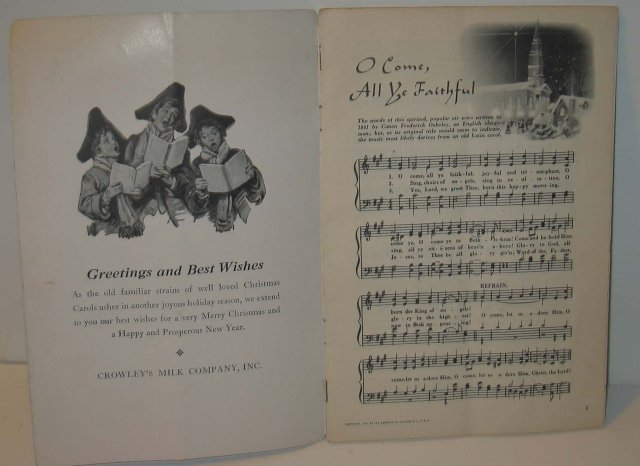 Greetings and Best Wishes
As the old familiar strains of well loved Christmas
Carols usher in another joyous holiday season, we extend
to you our best wishes for a very Merry Christmas and
a Happy and Prosperous New Year.
CROWLEY'S MILK COMPANY, INC.
O Come,
All Ye Faithful
The words of this spirited, popular air were written in
1841 by Canon Frederick Oakeley, an English clergy-
man; but, as its original title would seem to indicate,
the music most likely dating from an old Latin carol.
1. O come, all ye faith-ful, joy-ful and tri-umphant, O
2. Sing, choirs of an-gels, sing in ex-ul-ta-tion, O
3. Yea, Lord, we greet Thee, born this hap-py morn-ing,
come ye, O come ye to Beth-le-hem! Come and be-hold Him
sing, all ye of heav'n a-bove! Glo-ry to God, all
Je-sus, to Thee be all glo-ry giv'n; Word of the Fa-ther,
REFRAIN.
born the King of an-gels!
glo-ry in the high-est! O come, let us a-dore Him, O
now in flesh ap-pear-ing!
come, let us a-dore Him, O come, let us a-dore Him, Christ, the Lord!